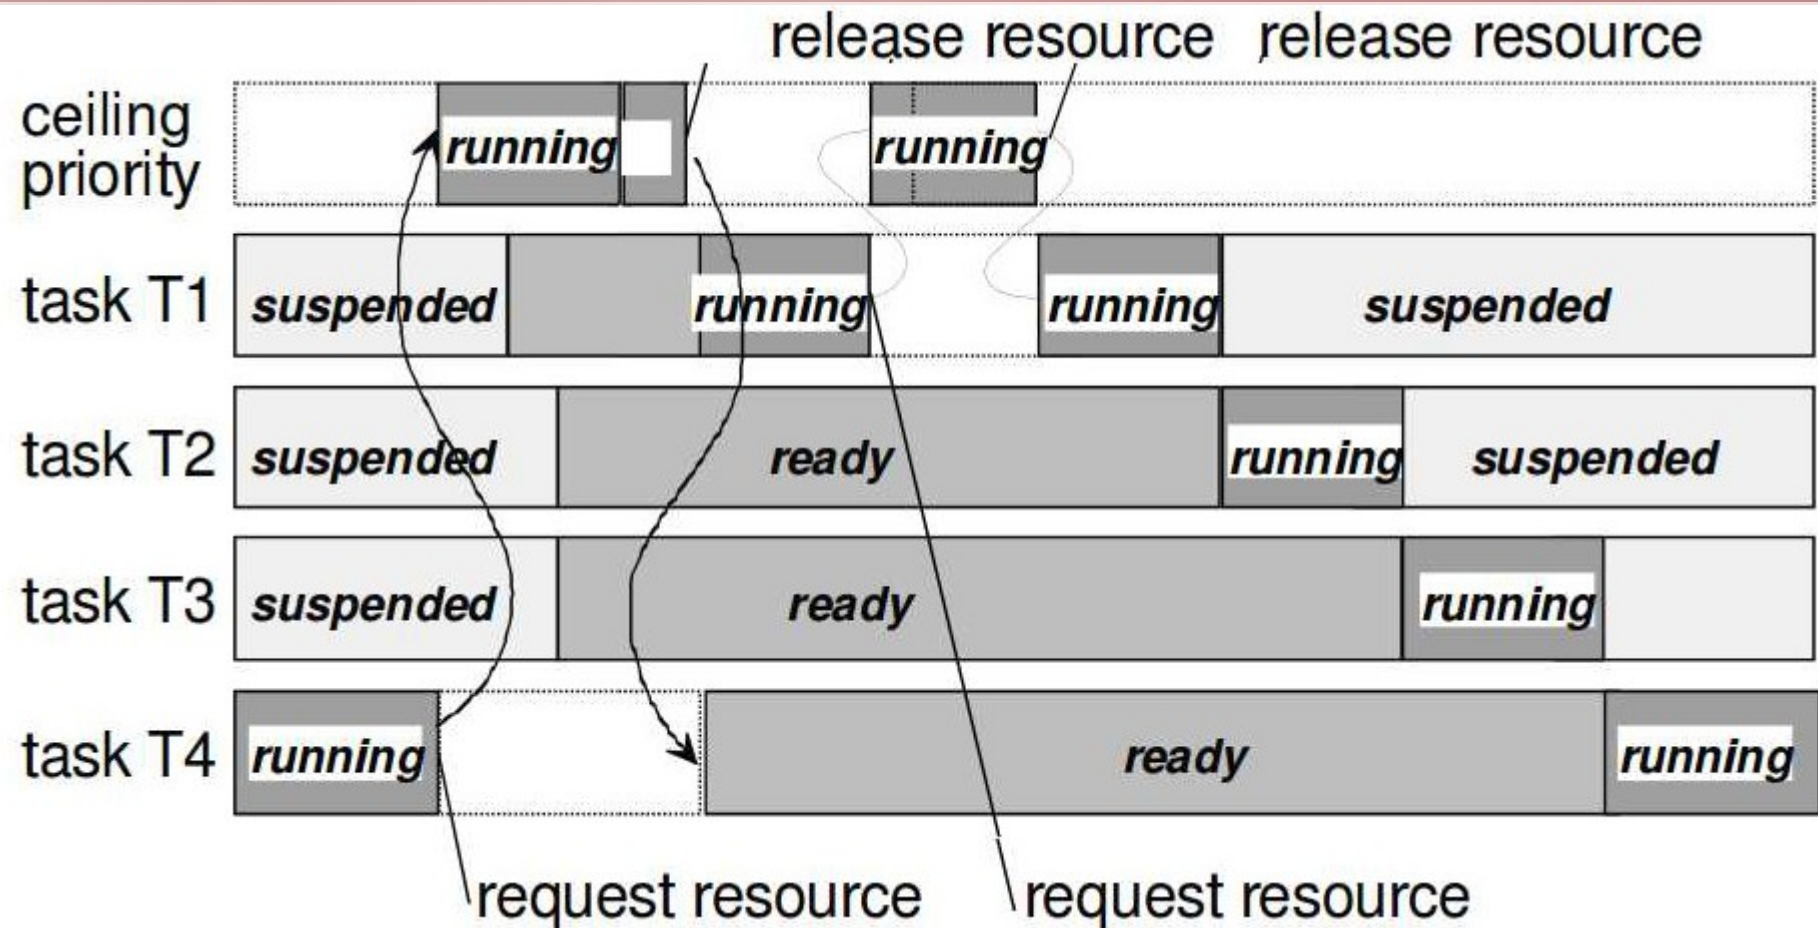 release resource release resource
ceiling
priority
running running
task T1 suspended running running suspended
task T2 suspended ready running suspended
task T3 suspended ready running
task T4 running ready running
request resource request resource